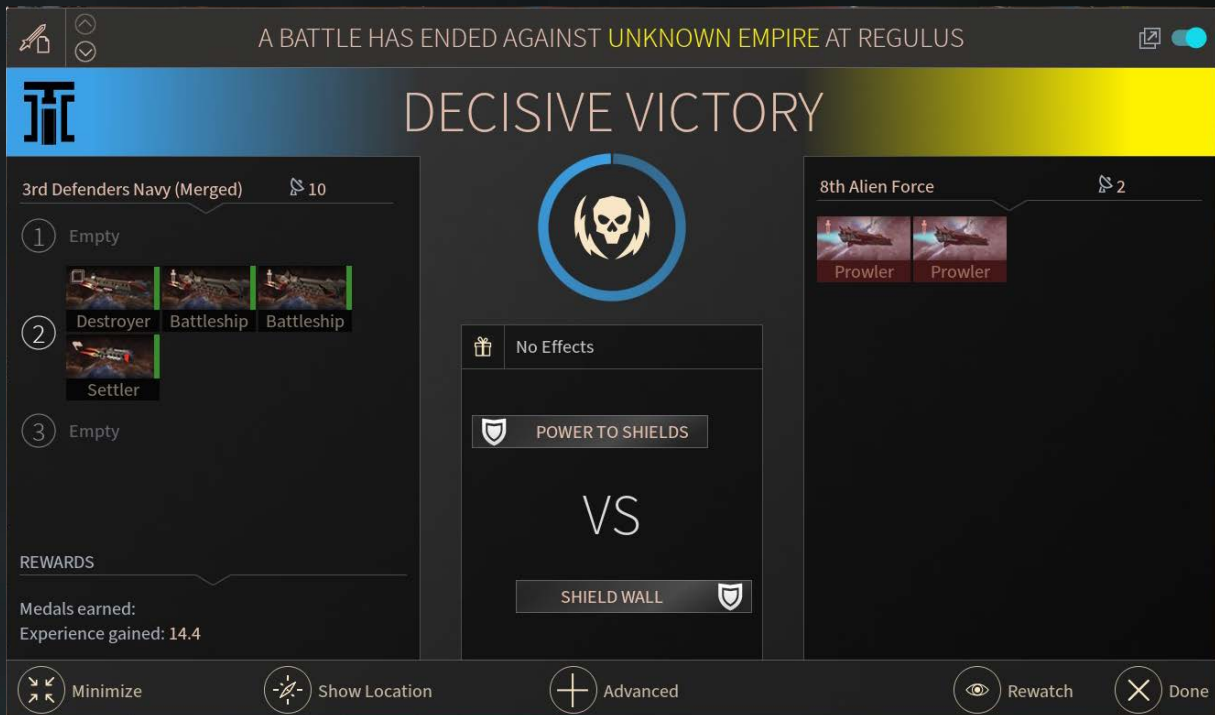 A BATTLE HAS ENDED AGAINST UNKNOWN EMPIRE AT REGULUS
DECISIVE VICTORY
3rd Defenders Navy (Merged) 10
1 Empty
2
Destroyer Battleship Battleship
Settler
3 Empty
REWARDS
Medals earned:
Experience gained: 14.4
No Effects
POWER TO SHIELDS
VS
SHIELD WALL
8th Alien Force 2
Prowler Prowler
Minimize Show Location Advanced Rewatch Done